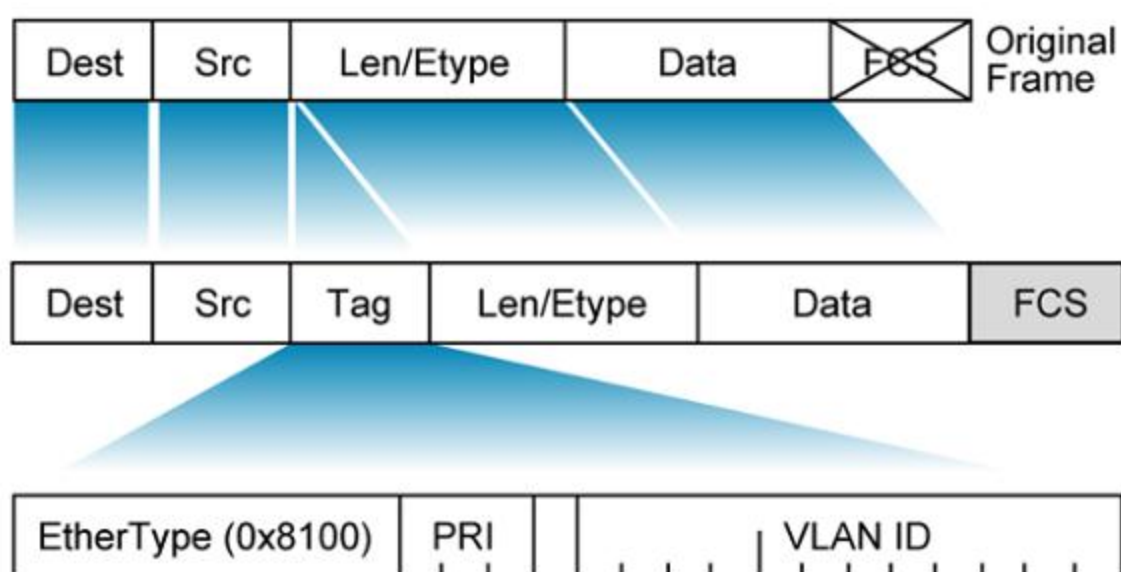 Dest Src Len/Etype Data FCS Original
Frame
Dest Src Tag Len/Etype Data FCS
EtherType (0x8100) PRI VLAN ID